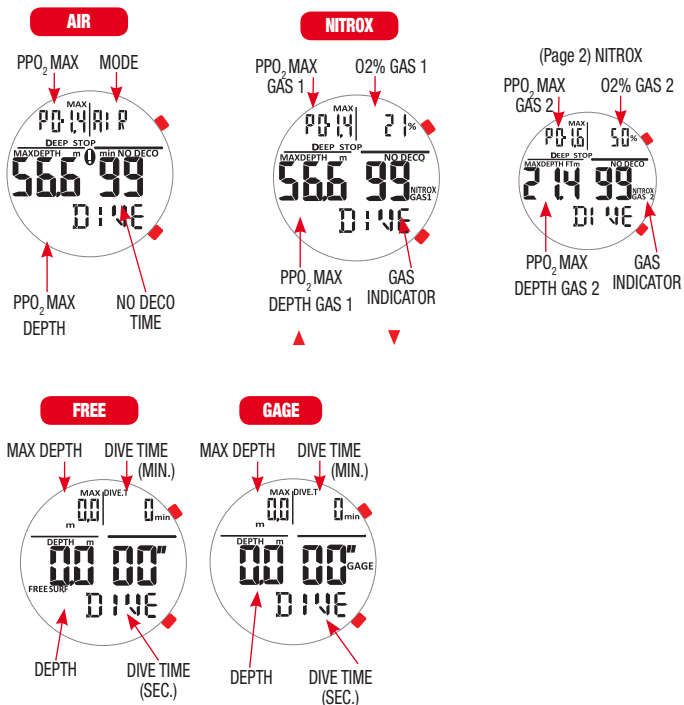 AIR
PPO2 MAX
MODE
MAX
PO-1,4 AIR
DEEP STOP
MAXDEPTH m
min NO DECO
56.6 99
DIVE
PPO2 MAX
DEPTH
NO DECO
TIME
NITROX
PPO2 MAX
GAS 1
O2% GAS 1
MAX
PO-1,4 21%
DEEP STOP
MAXDEPTH m
NO DECO
56.6 99
NITROX
GAS1
DIVE
PPO2 MAX
DEPTH GAS 1
GAS
INDICATOR
(Page 2) NITROX
PPO2 MAX
GAS 2
O2% GAS 2
MAX
PO-1,6 50%
DEEP STOP
MAXDEPTH FTm
NO DECO
21.4 99
NITROX
GAS 2
DIVE
PPO2 MAX
DEPTH GAS 2
GAS
INDICATOR
FREE
MAX DEPTH
DIVE TIME
(MIN.)
MAX DIVE.T
0,0 m 0 min
DEPTH m
0.0 00"
FREE SURF
DIVE
DEPTH
DIVE TIME
(SEC.)
GAGE
MAX DEPTH
DIVE TIME
(MIN.)
MAX DIVE.T
0,0 m 0 min
DEPTH m
0.0 00"
GAGE
DIVE
DEPTH
DIVE TIME
(SEC.)